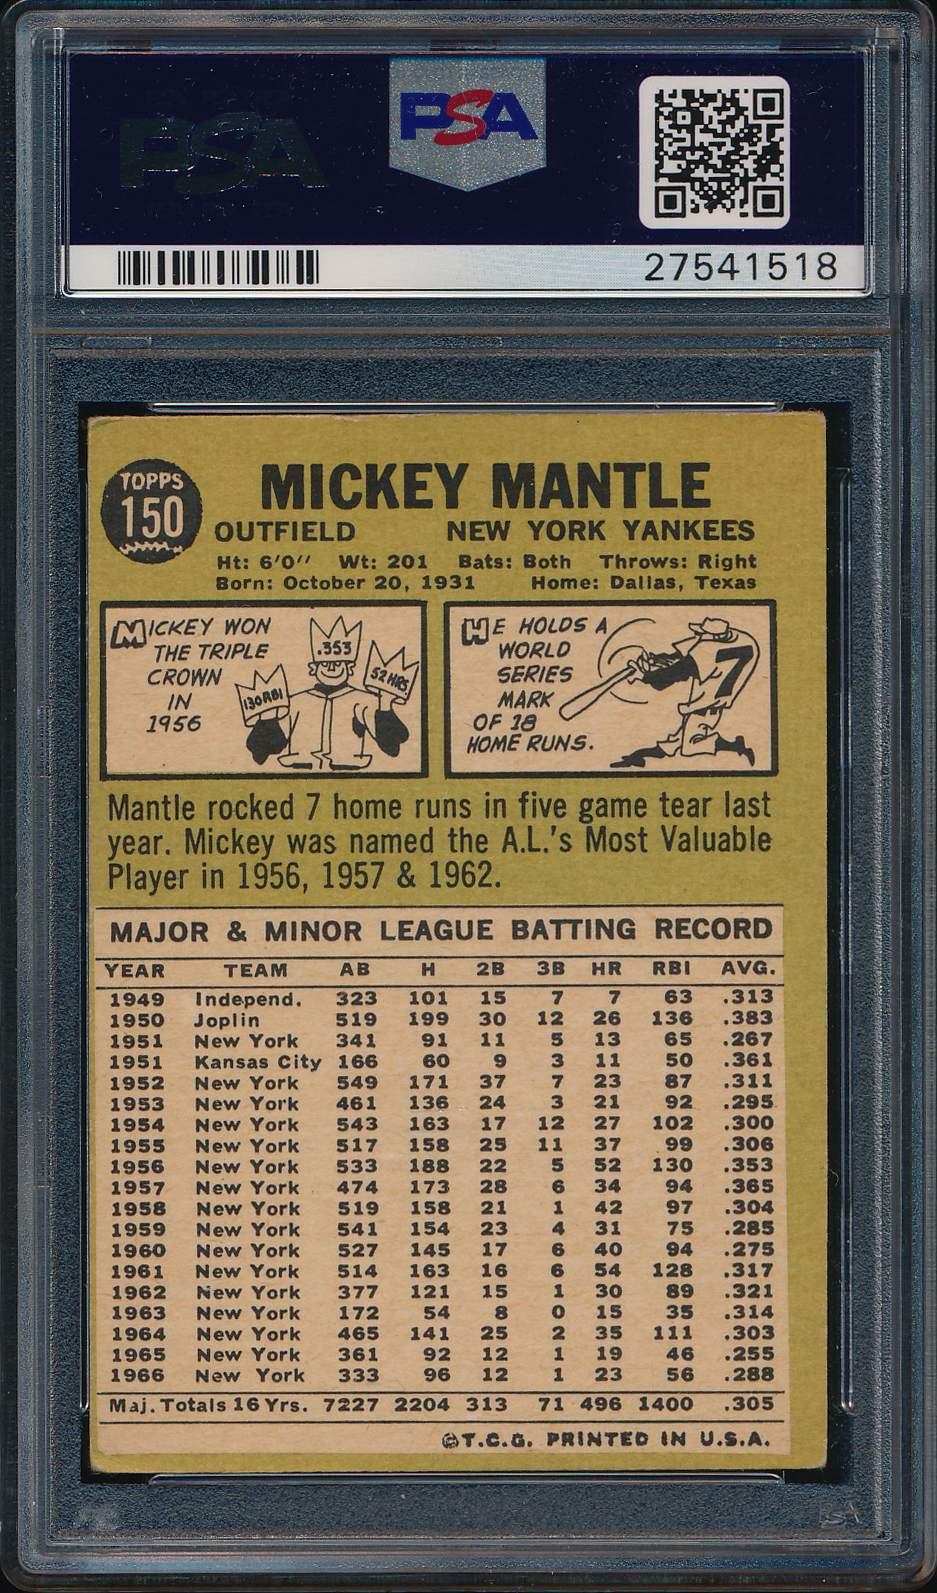 PSA
PSA
27541518
TOPPS
150
MICKEY MANTLE
OUTFIELD NEW YORK YANKEES
Ht: 6'0'' Wt: 201 Bats: Both Throws: Right
Born: October 20, 1931 Home: Dallas, Texas
MICKEY WON
THE TRIPLE
CROWN
IN
1956
.353
130 RBI
52 HRS.
HE HOLDS A
WORLD
SERIES
MARK
OF 18
HOME RUNS.
7
Mantle rocked 7 home runs in five game tear last
year. Mickey was named the A.L.'s Most Valuable
Player in 1956, 1957 & 1962.
MAJOR & MINOR LEAGUE BATTING RECORD
YEAR TEAM AB H 2B 3B HR RBI AVG.
1949 Independ. 323 101 15 7 7 63 .313
1950 Joplin 519 199 30 12 26 136 .383
1951 New York 341 91 11 5 13 65 .267
1951 Kansas City 166 60 9 3 11 50 .361
1952 New York 549 171 37 7 23 87 .311
1953 New York 461 136 24 3 21 92 .295
1954 New York 543 163 17 12 27 102 .300
1955 New York 517 158 25 11 37 99 .306
1956 New York 533 188 22 5 52 130 .353
1957 New York 474 173 28 6 34 94 .365
1958 New York 519 158 21 1 42 97 .304
1959 New York 541 154 23 4 31 75 .285
1960 New York 527 145 17 6 40 94 .275
1961 New York 514 163 16 6 54 128 .317
1962 New York 377 121 15 1 30 89 .321
1963 New York 172 54 8 0 15 35 .314
1964 New York 465 141 25 2 35 111 .303
1965 New York 361 92 12 1 19 46 .255
1966 New York 333 96 12 1 23 56 .288
Maj. Totals 16 Yrs. 7227 2204 313 71 496 1400 .305
©T.C.G. PRINTED IN U.S.A.
PSA